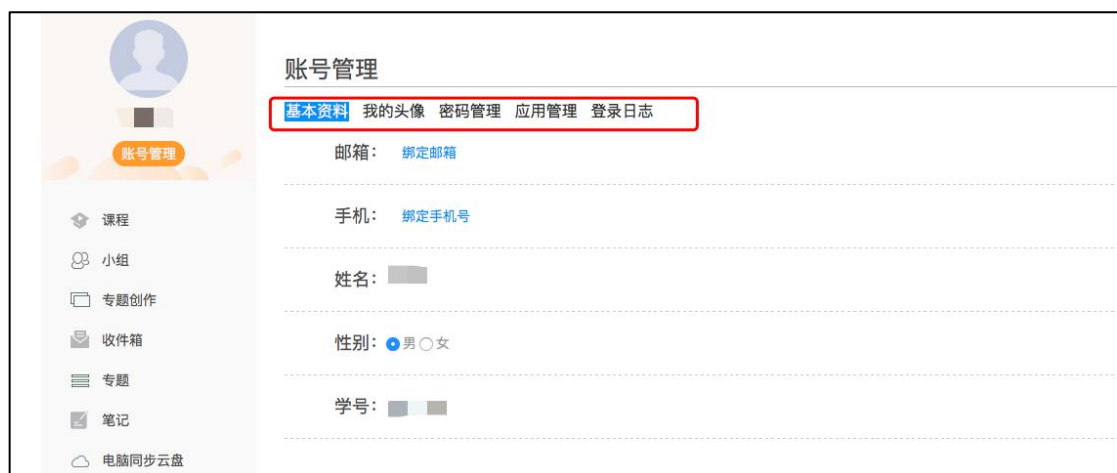 账号管理
课程
小组
专题创作
收件箱
专题
笔记
电脑同步云盘
账号管理
基本资料 我的头像 密码管理 应用管理 登录日志
邮箱： 绑定邮箱
手机： 绑定手机号
姓名：
性别： 男 女
学号：